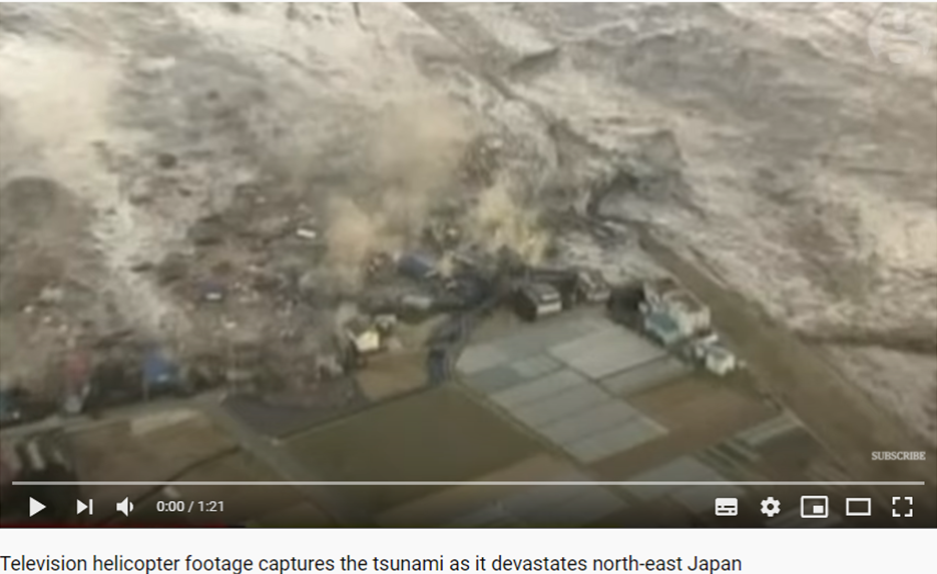 SUBSCRIBE
0:00 / 1:21
Television helicopter footage captures the tsunami as it devastates north-east Japan